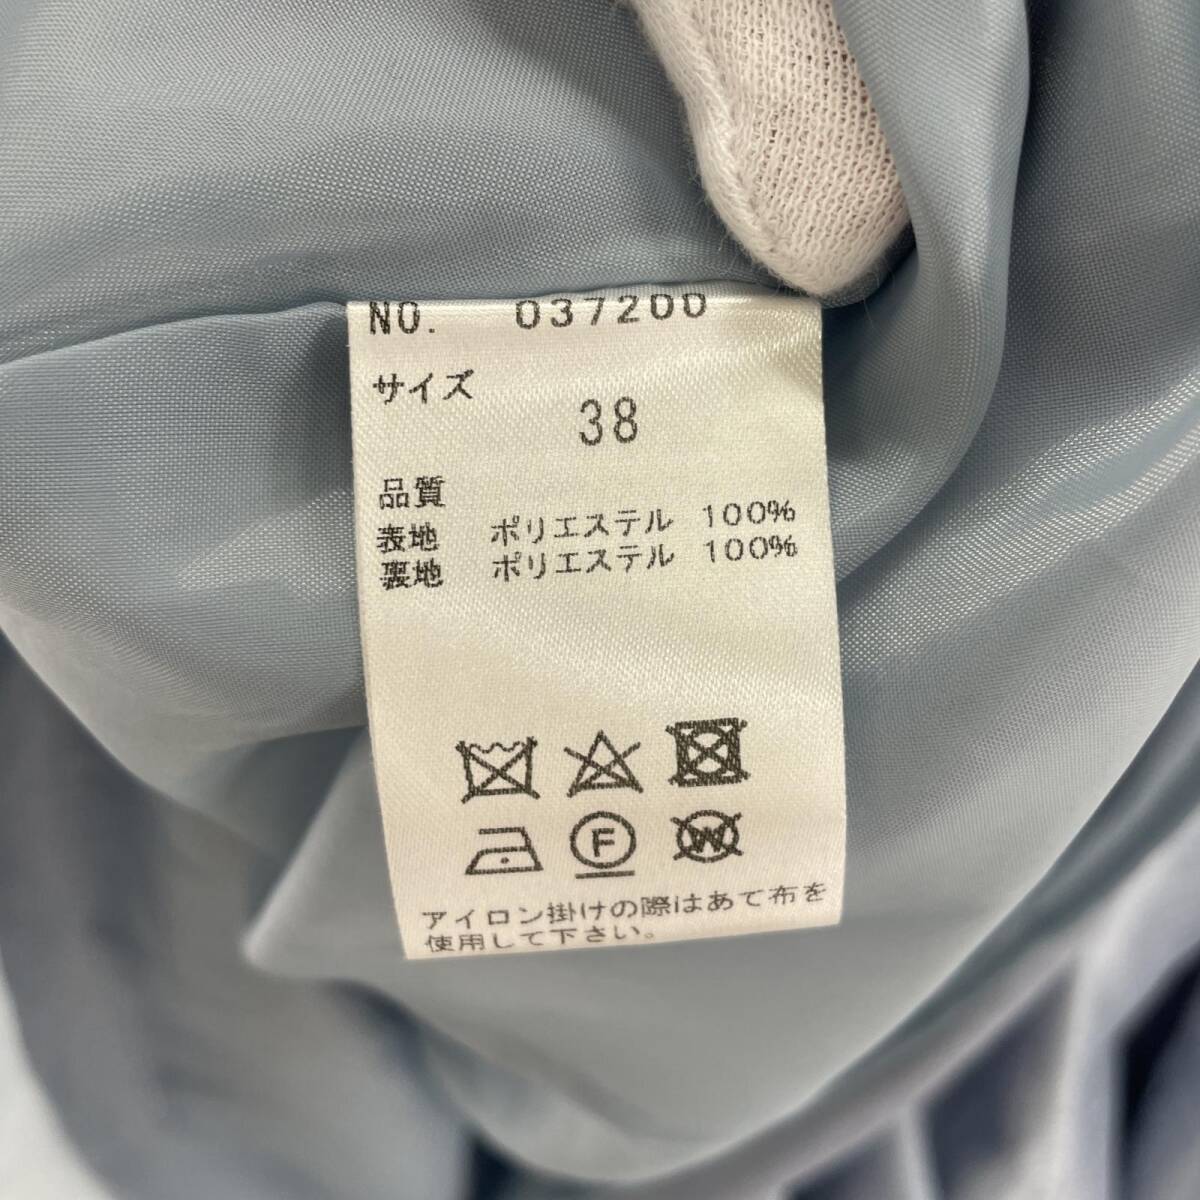 NO. 037200
サイズ
38
品質
表地 ポリエステル 100%
裏地 ポリエステル 100%
F W
アイロン掛けの際はあて布を
使用して下さい。